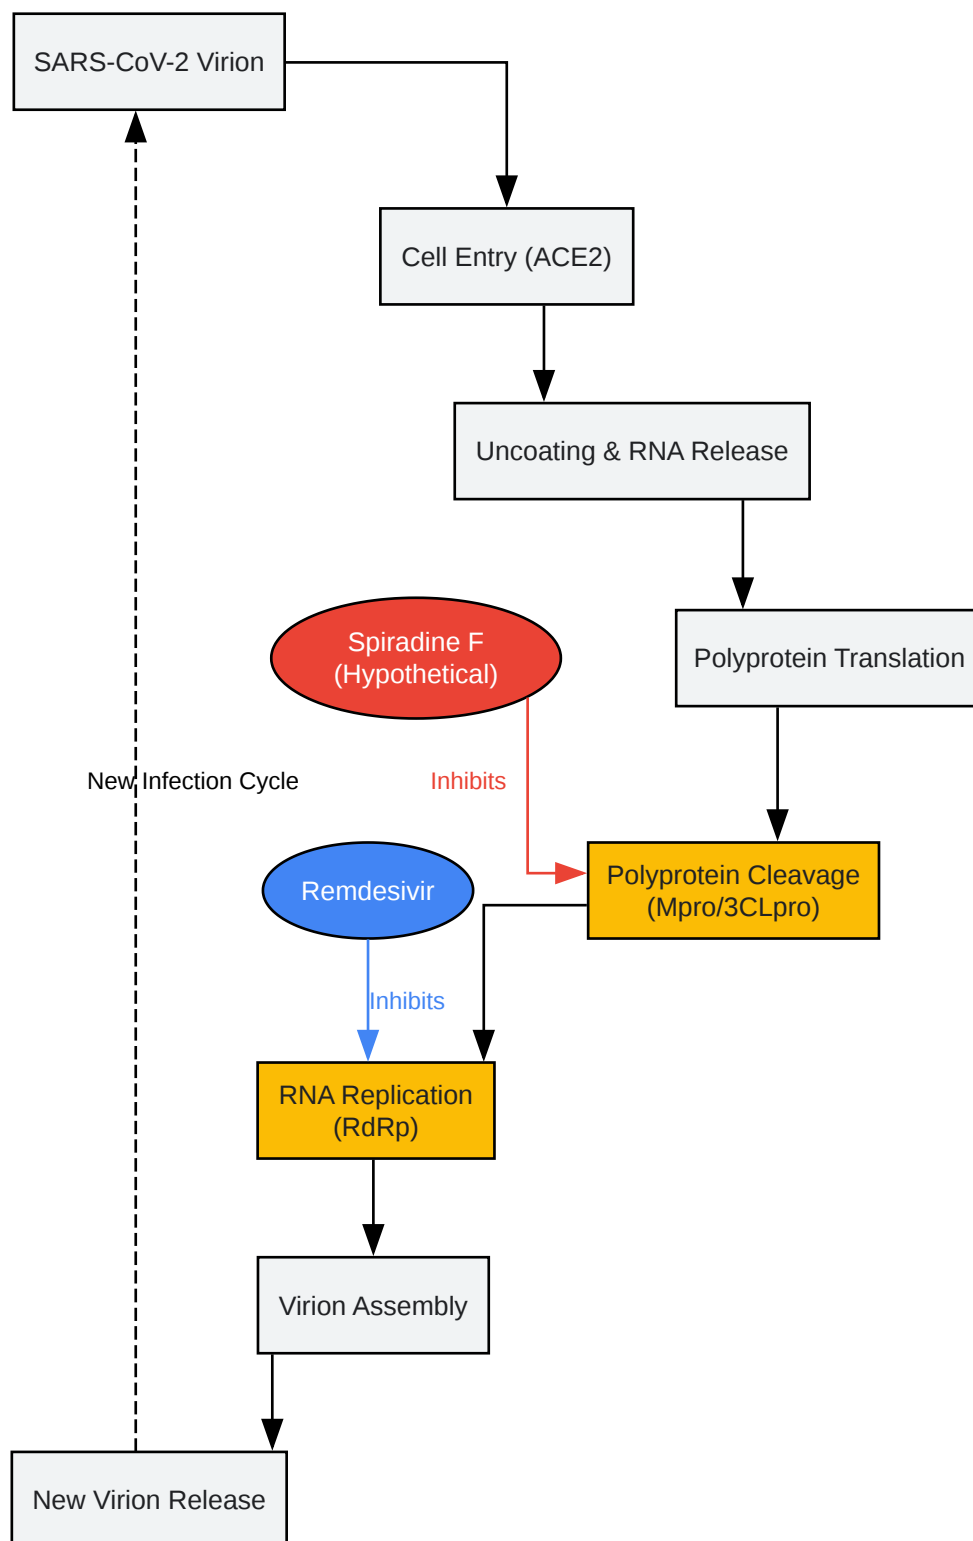 SARS-CoV-2 Virion
Cell Entry (ACE2)
Uncoating & RNA Release
Spiradine F
(Hypothetical)
Polyprotein Translation
New Infection Cycle
Inhibits
Polyprotein Cleavage
(Mpro/3CLpro)
Remdesivir
Inhibits
RNA Replication
(RdRp)
Virion Assembly
New Virion Release